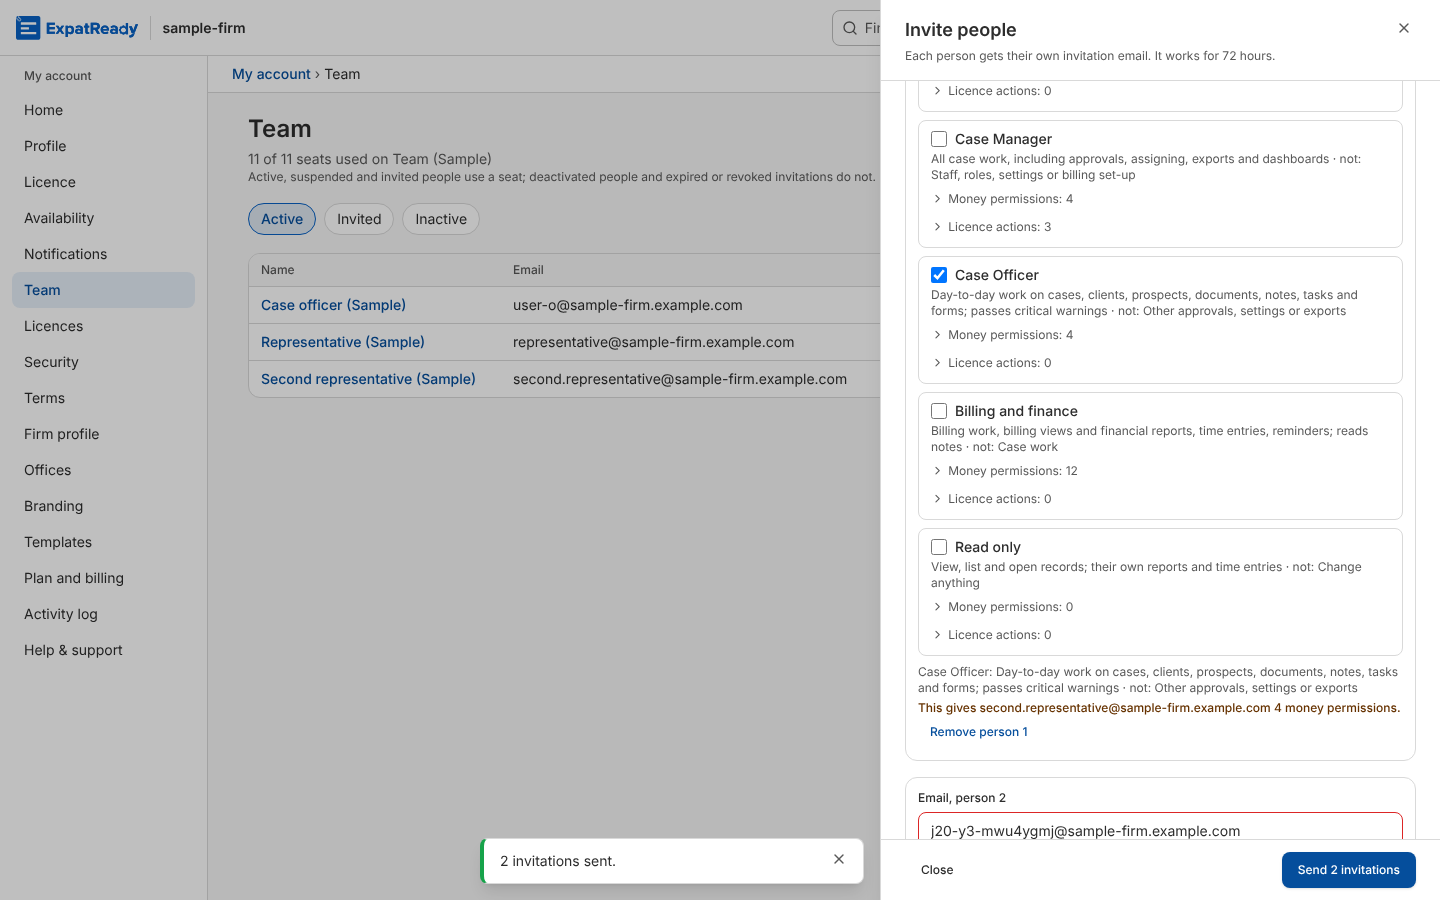 ExpatReady
sample-firm
My account
Home
Profile
Licence
Availability
Notifications
Team
Licences
Security
Terms
Firm profile
Offices
Branding
Templates
Plan and billing
Activity log
Help & support
My account › Team
Team
11 of 11 seats used on Team (Sample)
Active, suspended and invited people use a seat; deactivated people and expired or revoked invitations do not.
Active
Invited
Inactive
Name
Email
Case officer (Sample)
user-o@sample-firm.example.com
Representative (Sample)
representative@sample-firm.example.com
Second representative (Sample)
second.representative@sample-firm.example.com
2 invitations sent.
Invite people
Each person gets their own invitation email. It works for 72 hours.
Licence actions: 0
Case Manager
All case work, including approvals, assigning, exports and dashboards · not:
Staff, roles, settings or billing set-up
Money permissions: 4
Licence actions: 3
Case Officer
Day-to-day work on cases, clients, prospects, documents, notes, tasks and
forms; passes critical warnings · not: Other approvals, settings or exports
Money permissions: 4
Licence actions: 0
Billing and finance
Billing work, billing views and financial reports, time entries, reminders; reads
notes · not: Case work
Money permissions: 12
Licence actions: 0
Read only
View, list and open records; their own reports and time entries · not: Change
anything
Money permissions: 0
Licence actions: 0
Case Officer: Day-to-day work on cases, clients, prospects, documents, notes, tasks
and forms; passes critical warnings · not: Other approvals, settings or exports
This gives second.representative@sample-firm.example.com 4 money permissions.
Remove person 1
Email, person 2
j20-y3-mwu4ygmj@sample-firm.example.com
Close
Send 2 invitations